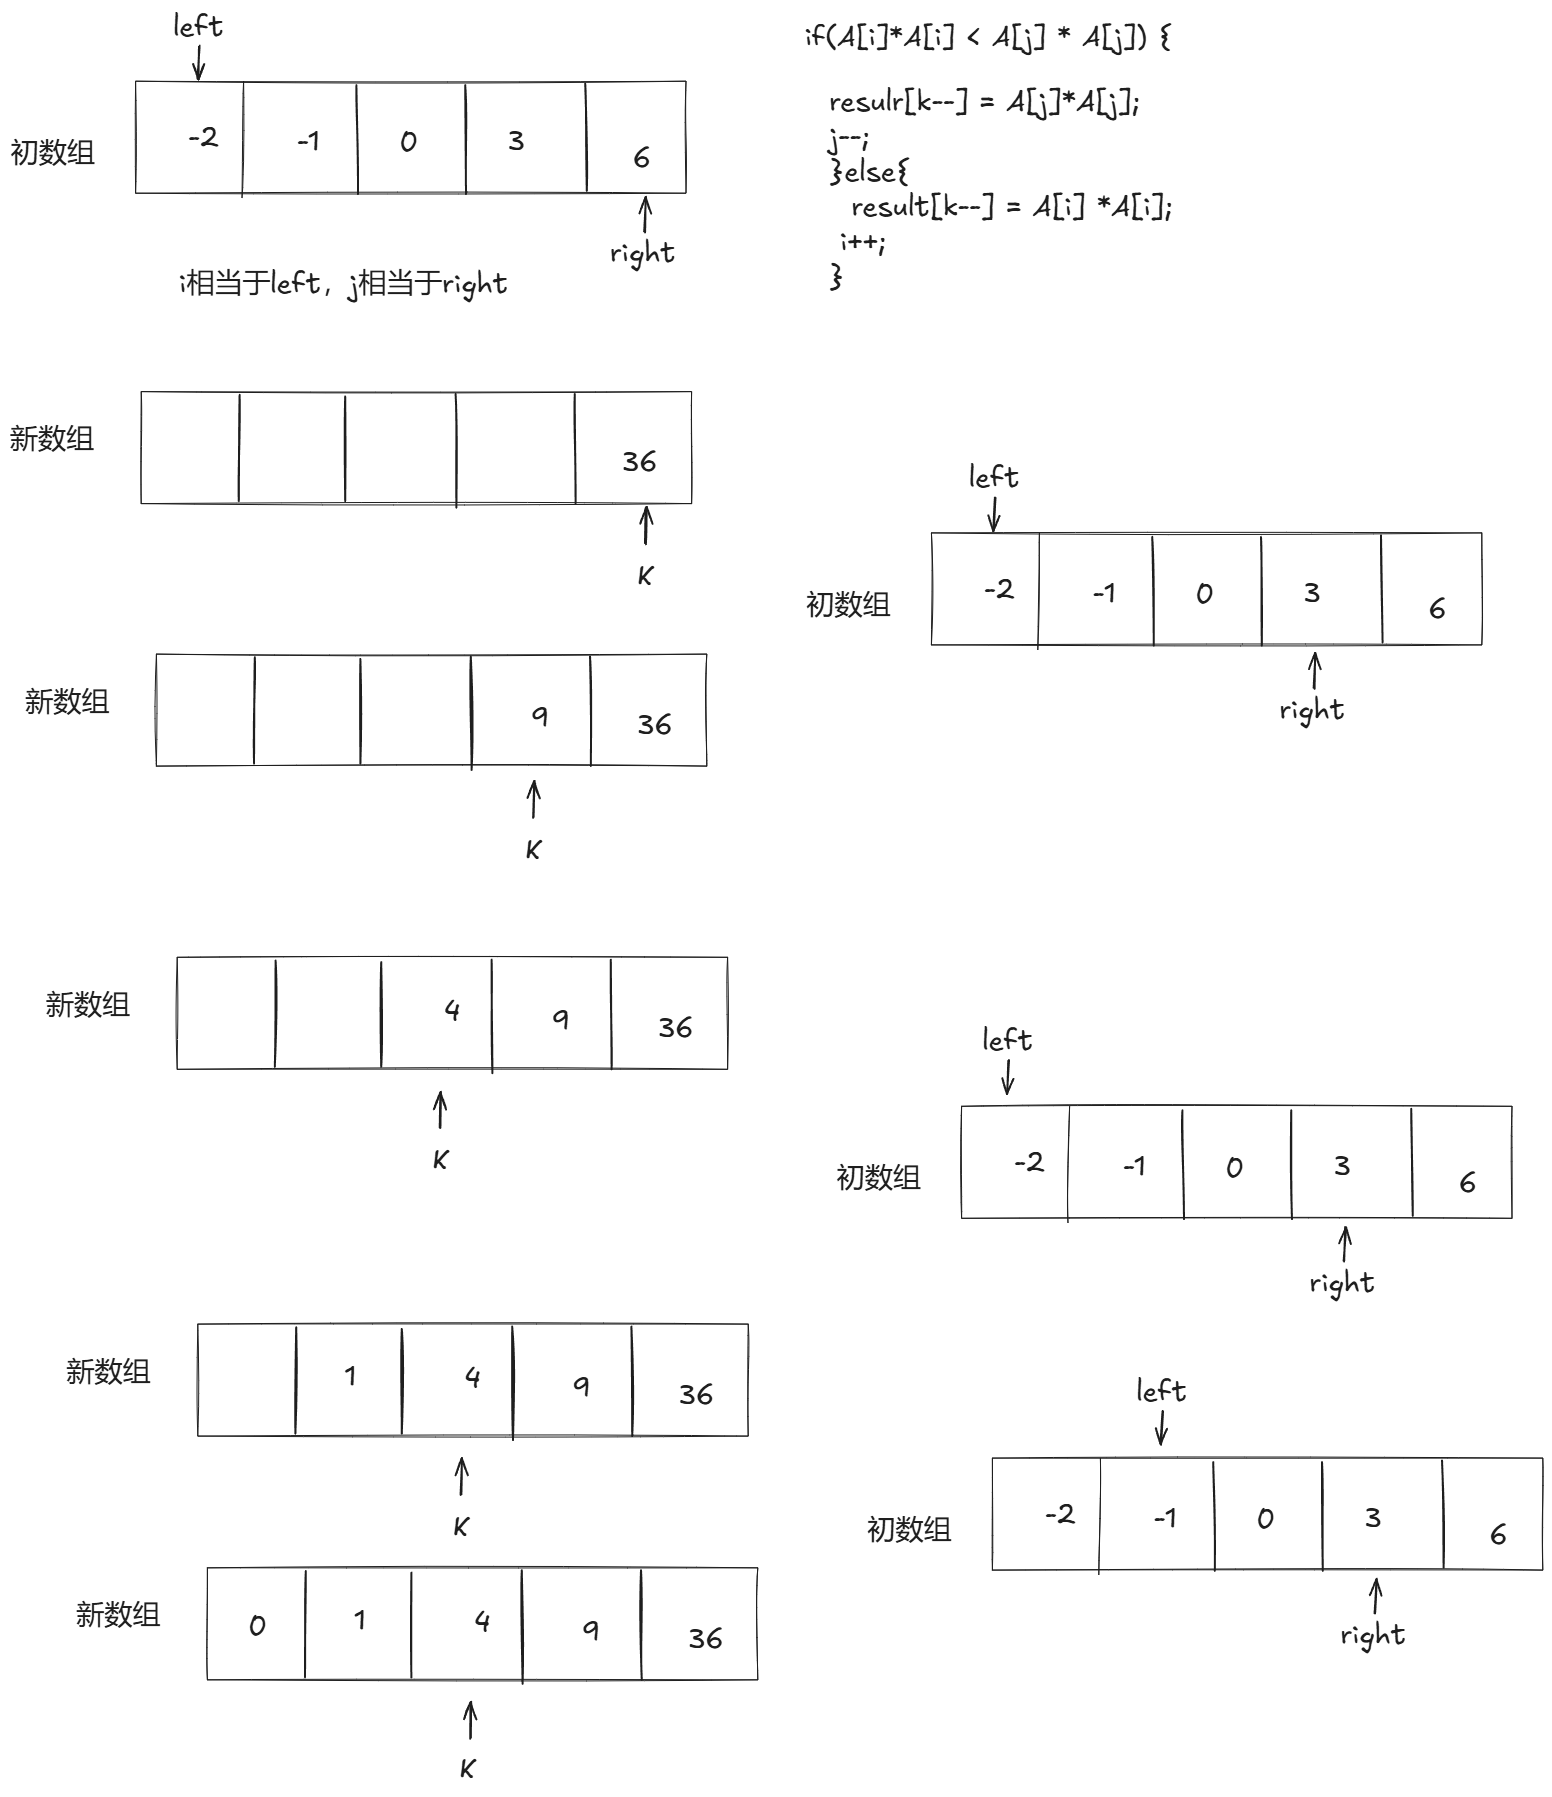 left
初数组
-2 -1 0 3 6
right
i相当于left，j相当于right
if(A[i]*A[i] < A[j] * A[j]) {
resulr[k--] = A[j]*A[j];
j--;
}else{
result[k--] = A[i] *A[i];
i++;
}
新数组
36
K
left
初数组
-2 -1 0 3 6
right
新数组
9 36
K
新数组
4 9 36
K
left
初数组
-2 -1 0 3 6
right
新数组
1 4 9 36
K
left
初数组
-2 -1 0 3 6
right
新数组
0 1 4 9 36
K